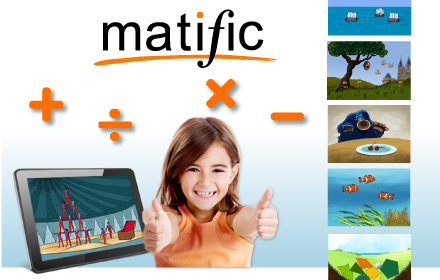 matific
+ ÷ × −